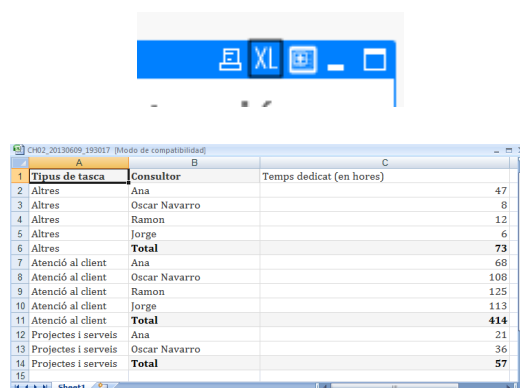 XL
CH02_20130609_193017 [Modo de compatibilidad]
A B C
1 Tipus de tasca Consultor Temps dedicat (en hores)
2 Altres Ana 47
3 Altres Oscar Navarro 8
4 Altres Ramon 12
5 Altres Jorge 6
6 Altres Total 73
7 Atenció al client Ana 68
8 Atenció al client Oscar Navarro 108
9 Atenció al client Ramon 125
10 Atenció al client Jorge 113
11 Atenció al client Total 414
12 Projectes i serveis Ana 21
13 Projectes i serveis Oscar Navarro 36
14 Projectes i serveis Total 57
15
Sheet1